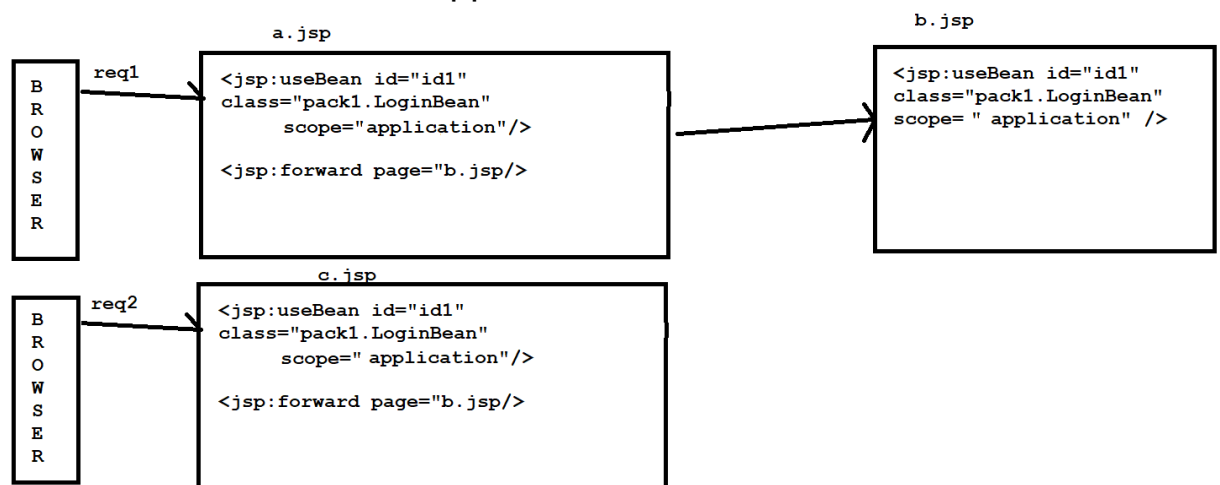 a.jsp
b.jsp
BROWSER
req1
<jsp:useBean id="id1"
class="pack1.LoginBean"
scope="application"/>
<jsp:forward page="b.jsp/>
<jsp:useBean id="id1"
class="pack1.LoginBean"
scope= " application" />
c.jsp
BROWSER
req2
<jsp:useBean id="id1"
class="pack1.LoginBean"
scope=" application"/>
<jsp:forward page="b.jsp/>